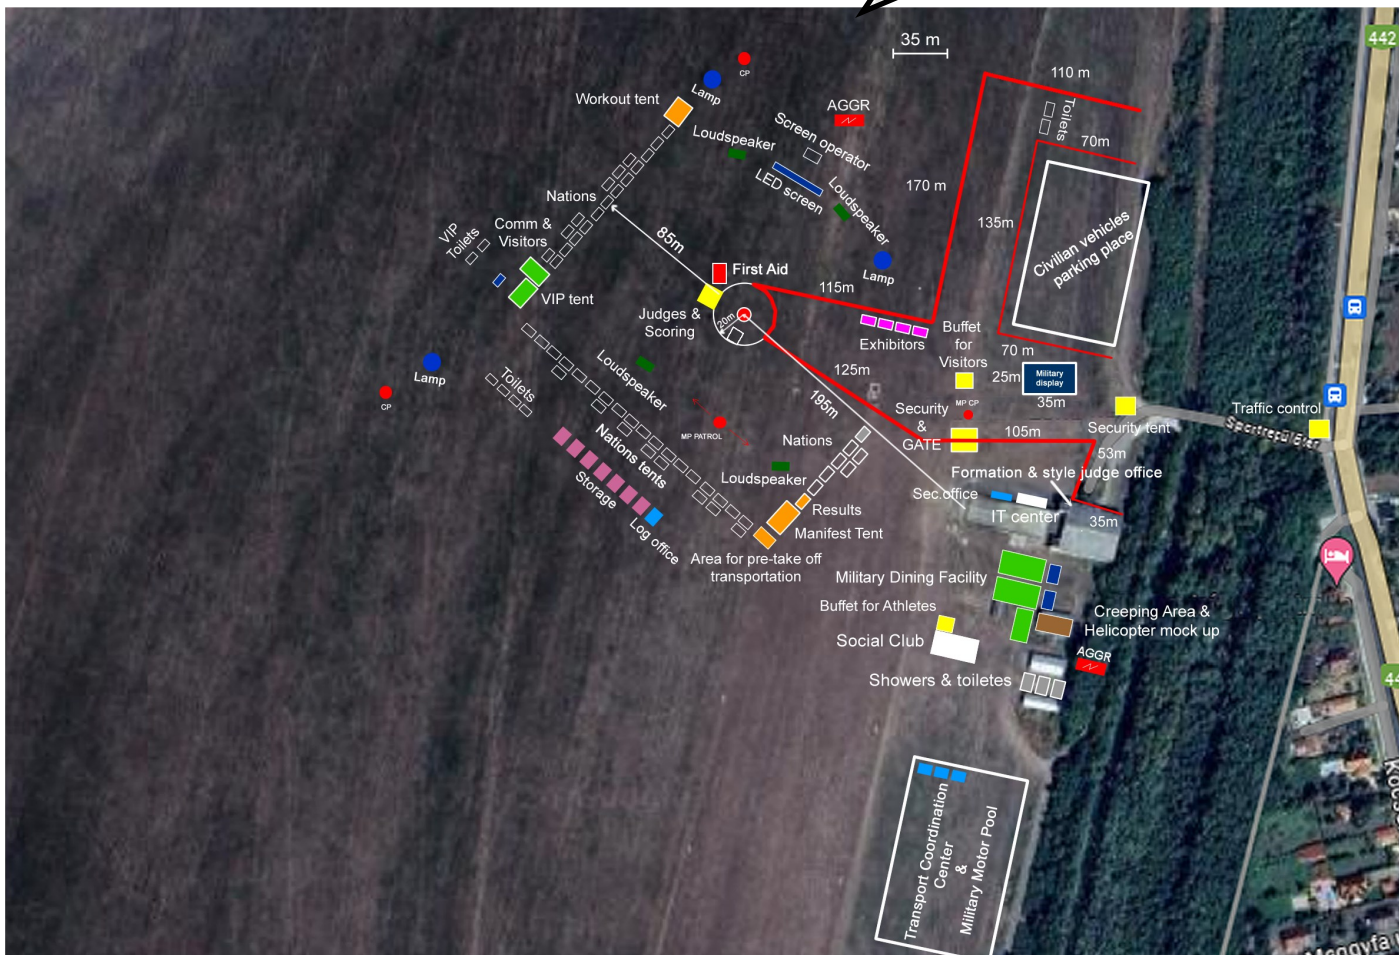 35 m
442
CP
Lamp
Workout tent
AGGR
110 m
Toilets
70m
Loudspeaker
Screen operator
LED screen
Loudspeaker
170 m
135m
Civilian vehicles
parking place
Nations
Comm &
Visitors
VIP
Toilets
85m
First Aid
Lamp
115m
VIP tent
Judges &
Scoring
20m
Exhibitors
Buffet
for
Visitors
70 m
25m
Military
display
35m
Lamp
CP
Toilets
Loudspeaker
125m
195m
MP CP
Security
&
GATE
105m
Security tent
Traffic control
Sportrepülőtér
MP PATROL
Nations
53m
Nations tents
Loudspeaker
Formation & style judge office
Sec.office
IT center
35m
Storage
Log office
Results
Manifest Tent
Area for pre-take off
transportation
Military Dining Facility
Buffet for Athletes
Social Club
Creeping Area &
Helicopter mock up
AGGR
Showers & toiletes
Transport Coordination
Center
&
Military Motor Pool